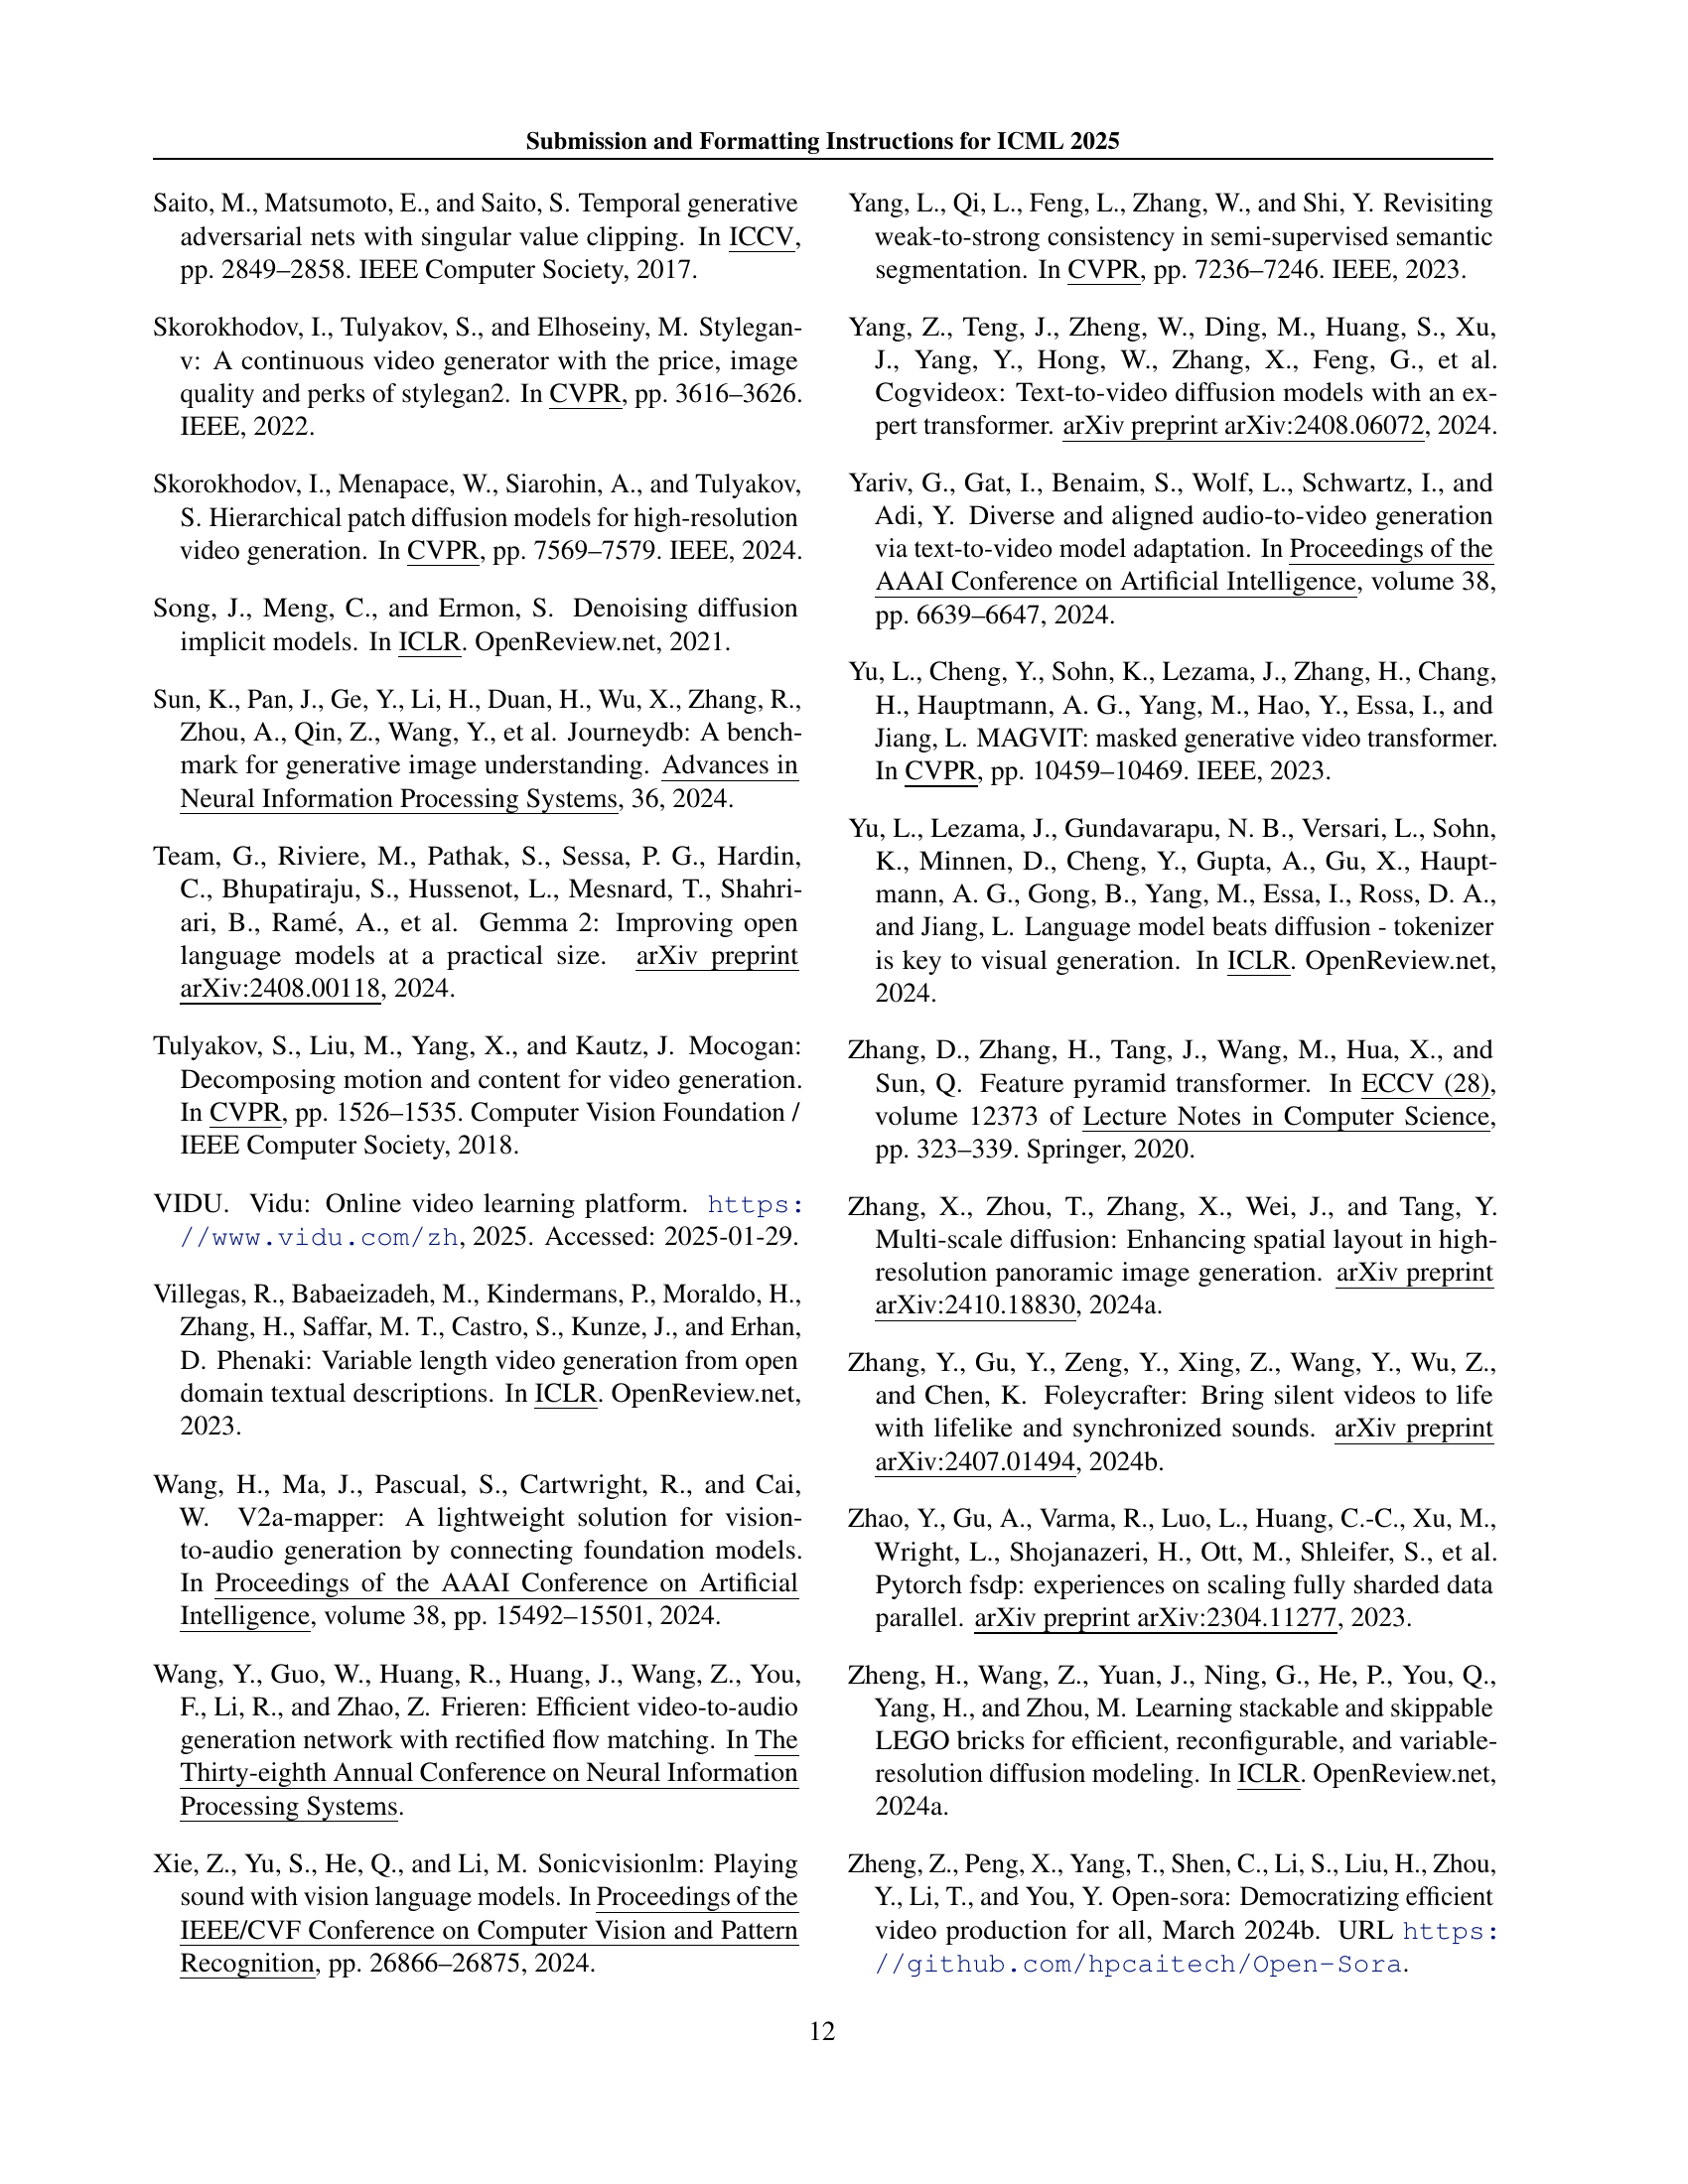 Submission and Formatting Instructions for ICML 2025
Saito, M., Matsumoto, E., and Saito, S. Temporal generative
adversarial nets with singular value clipping. In ICCV,
pp. 2849–2858. IEEE Computer Society, 2017.
Skorokhodov, I., Tulyakov, S., and Elhoseiny, M. Stylegan-
v: A continuous video generator with the price, image
quality and perks of stylegan2. In CVPR, pp. 3616–3626.
IEEE, 2022.
Skorokhodov, I., Menapace, W., Siarohin, A., and Tulyakov,
S. Hierarchical patch diffusion models for high-resolution
video generation. In CVPR, pp. 7569–7579. IEEE, 2024.
Song, J., Meng, C., and Ermon, S. Denoising diffusion
implicit models. In ICLR. OpenReview.net, 2021.
Sun, K., Pan, J., Ge, Y., Li, H., Duan, H., Wu, X., Zhang, R.,
Zhou, A., Qin, Z., Wang, Y., et al. Journeydb: A bench-
mark for generative image understanding. Advances in
Neural Information Processing Systems, 36, 2024.
Team, G., Riviere, M., Pathak, S., Sessa, P. G., Hardin,
C., Bhupatiraju, S., Hussenot, L., Mesnard, T., Shahri-
ari, B., Ramé, A., et al. Gemma 2: Improving open
language models at a practical size. arXiv preprint
arXiv:2408.00118, 2024.
Tulyakov, S., Liu, M., Yang, X., and Kautz, J. Mocogan:
Decomposing motion and content for video generation.
In CVPR, pp. 1526–1535. Computer Vision Foundation /
IEEE Computer Society, 2018.
VIDU. Vidu: Online video learning platform. https:
//www.vidu.com/zh, 2025. Accessed: 2025-01-29.
Villegas, R., Babaeizadeh, M., Kindermans, P., Moraldo, H.,
Zhang, H., Saffar, M. T., Castro, S., Kunze, J., and Erhan,
D. Phenaki: Variable length video generation from open
domain textual descriptions. In ICLR. OpenReview.net,
2023.
Wang, H., Ma, J., Pascual, S., Cartwright, R., and Cai,
W. V2a-mapper: A lightweight solution for vision-
to-audio generation by connecting foundation models.
In Proceedings of the AAAI Conference on Artificial
Intelligence, volume 38, pp. 15492–15501, 2024.
Wang, Y., Guo, W., Huang, R., Huang, J., Wang, Z., You,
F., Li, R., and Zhao, Z. Frieren: Efficient video-to-audio
generation network with rectified flow matching. In The
Thirty-eighth Annual Conference on Neural Information
Processing Systems.
Xie, Z., Yu, S., He, Q., and Li, M. Sonicvisionlm: Playing
sound with vision language models. In Proceedings of the
IEEE/CVF Conference on Computer Vision and Pattern
Recognition, pp. 26866–26875, 2024.
Yang, L., Qi, L., Feng, L., Zhang, W., and Shi, Y. Revisiting
weak-to-strong consistency in semi-supervised semantic
segmentation. In CVPR, pp. 7236–7246. IEEE, 2023.
Yang, Z., Teng, J., Zheng, W., Ding, M., Huang, S., Xu,
J., Yang, Y., Hong, W., Zhang, X., Feng, G., et al.
Cogvideox: Text-to-video diffusion models with an ex-
pert transformer. arXiv preprint arXiv:2408.06072, 2024.
Yariv, G., Gat, I., Benaim, S., Wolf, L., Schwartz, I., and
Adi, Y. Diverse and aligned audio-to-video generation
via text-to-video model adaptation. In Proceedings of the
AAAI Conference on Artificial Intelligence, volume 38,
pp. 6639–6647, 2024.
Yu, L., Cheng, Y., Sohn, K., Lezama, J., Zhang, H., Chang,
H., Hauptmann, A. G., Yang, M., Hao, Y., Essa, I., and
Jiang, L. MAGVIT: masked generative video transformer.
In CVPR, pp. 10459–10469. IEEE, 2023.
Yu, L., Lezama, J., Gundavarapu, N. B., Versari, L., Sohn,
K., Minnen, D., Cheng, Y., Gupta, A., Gu, X., Haupt-
mann, A. G., Gong, B., Yang, M., Essa, I., Ross, D. A.,
and Jiang, L. Language model beats diffusion - tokenizer
is key to visual generation. In ICLR. OpenReview.net,
2024.
Zhang, D., Zhang, H., Tang, J., Wang, M., Hua, X., and
Sun, Q. Feature pyramid transformer. In ECCV (28),
volume 12373 of Lecture Notes in Computer Science,
pp. 323–339. Springer, 2020.
Zhang, X., Zhou, T., Zhang, X., Wei, J., and Tang, Y.
Multi-scale diffusion: Enhancing spatial layout in high-
resolution panoramic image generation. arXiv preprint
arXiv:2410.18830, 2024a.
Zhang, Y., Gu, Y., Zeng, Y., Xing, Z., Wang, Y., Wu, Z.,
and Chen, K. Foleycrafter: Bring silent videos to life
with lifelike and synchronized sounds. arXiv preprint
arXiv:2407.01494, 2024b.
Zhao, Y., Gu, A., Varma, R., Luo, L., Huang, C.-C., Xu, M.,
Wright, L., Shojanazeri, H., Ott, M., Shleifer, S., et al.
Pytorch fsdp: experiences on scaling fully sharded data
parallel. arXiv preprint arXiv:2304.11277, 2023.
Zheng, H., Wang, Z., Yuan, J., Ning, G., He, P., You, Q.,
Yang, H., and Zhou, M. Learning stackable and skippable
LEGO bricks for efficient, reconfigurable, and variable-
resolution diffusion modeling. In ICLR. OpenReview.net,
2024a.
Zheng, Z., Peng, X., Yang, T., Shen, C., Li, S., Liu, H., Zhou,
Y., Li, T., and You, Y. Open-sora: Democratizing efficient
video production for all, March 2024b. URL https:
//github.com/hpcaitech/Open-Sora.
12